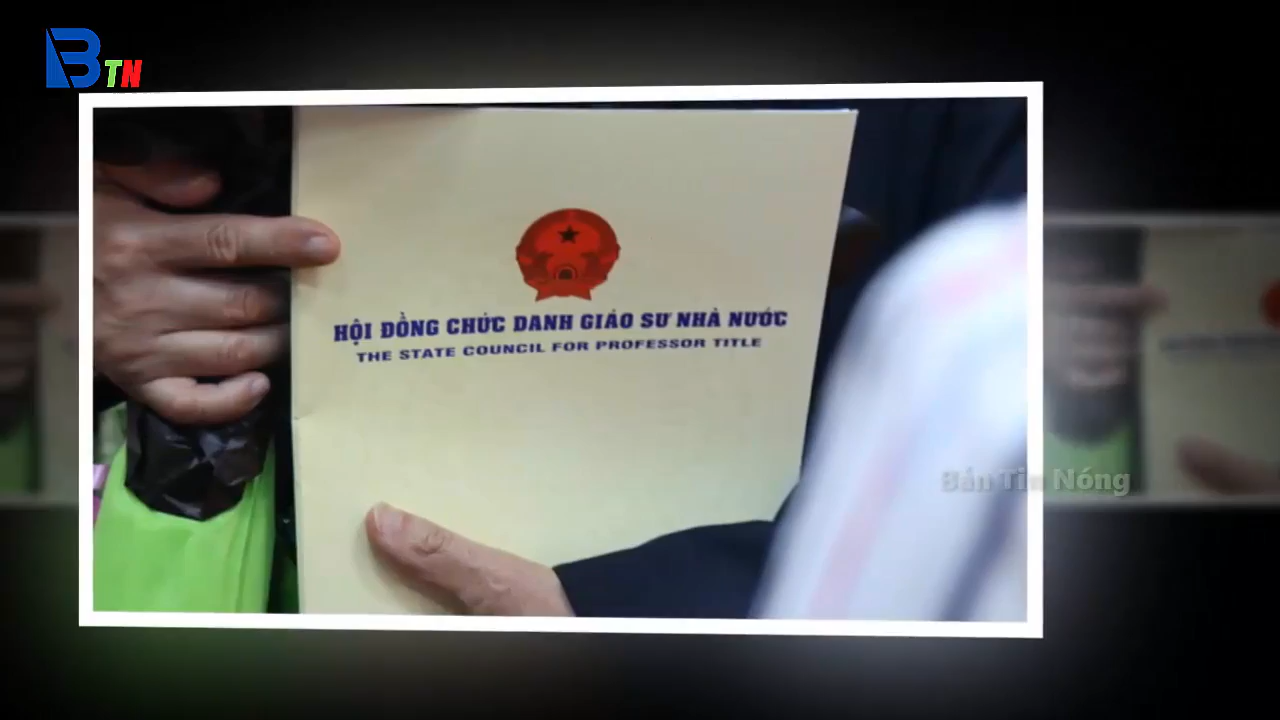 BTN
HỘI ĐỒNG CHỨC DANH GIÁO SƯ NHÀ NƯỚC
THE STATE COUNCIL FOR PROFESSOR TITLE
Bản Tin Nóng